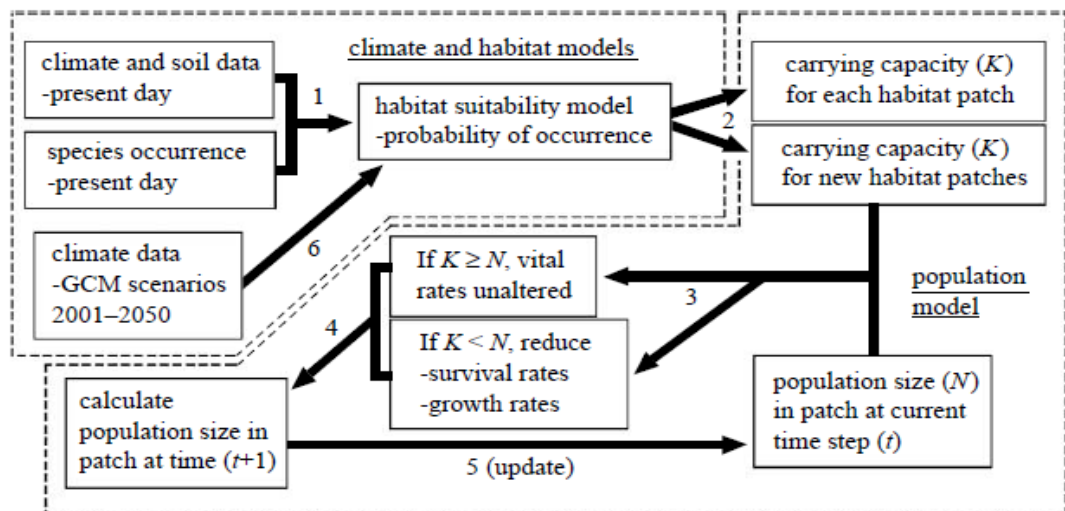 climate and habitat models
climate and soil data
-present day
1
species occurrence
-present day
habitat suitability model
-probability of occurrence
2
carrying capacity (K)
for each habitat patch
carrying capacity (K)
for new habitat patches
climate data
-GCM scenarios
2001–2050
6
If K ≥ N, vital
rates unaltered
3
population
model
4
If K < N, reduce
-survival rates
-growth rates
calculate
population size in
patch at time (t+1)
5 (update)
population size (N)
in patch at current
time step (t)